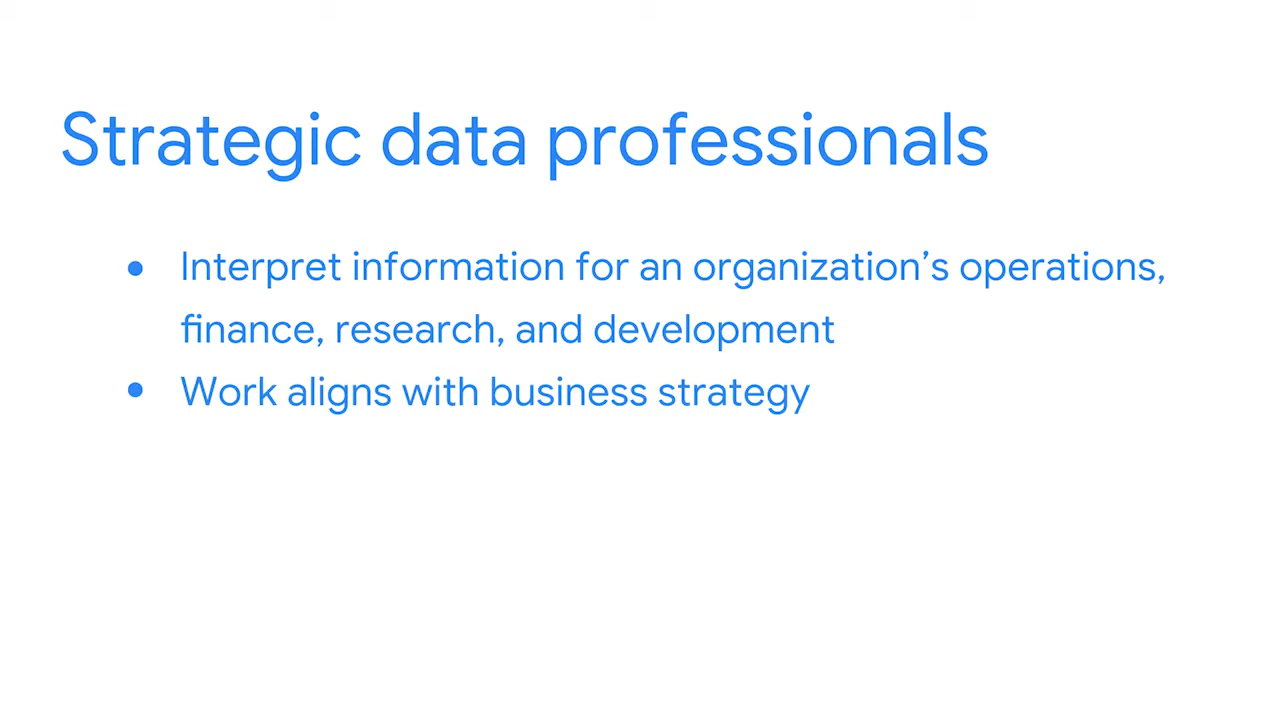 Strategic data professionals
• Interpret information for an organization’s operations,
finance, research, and development
• Work aligns with business strategy